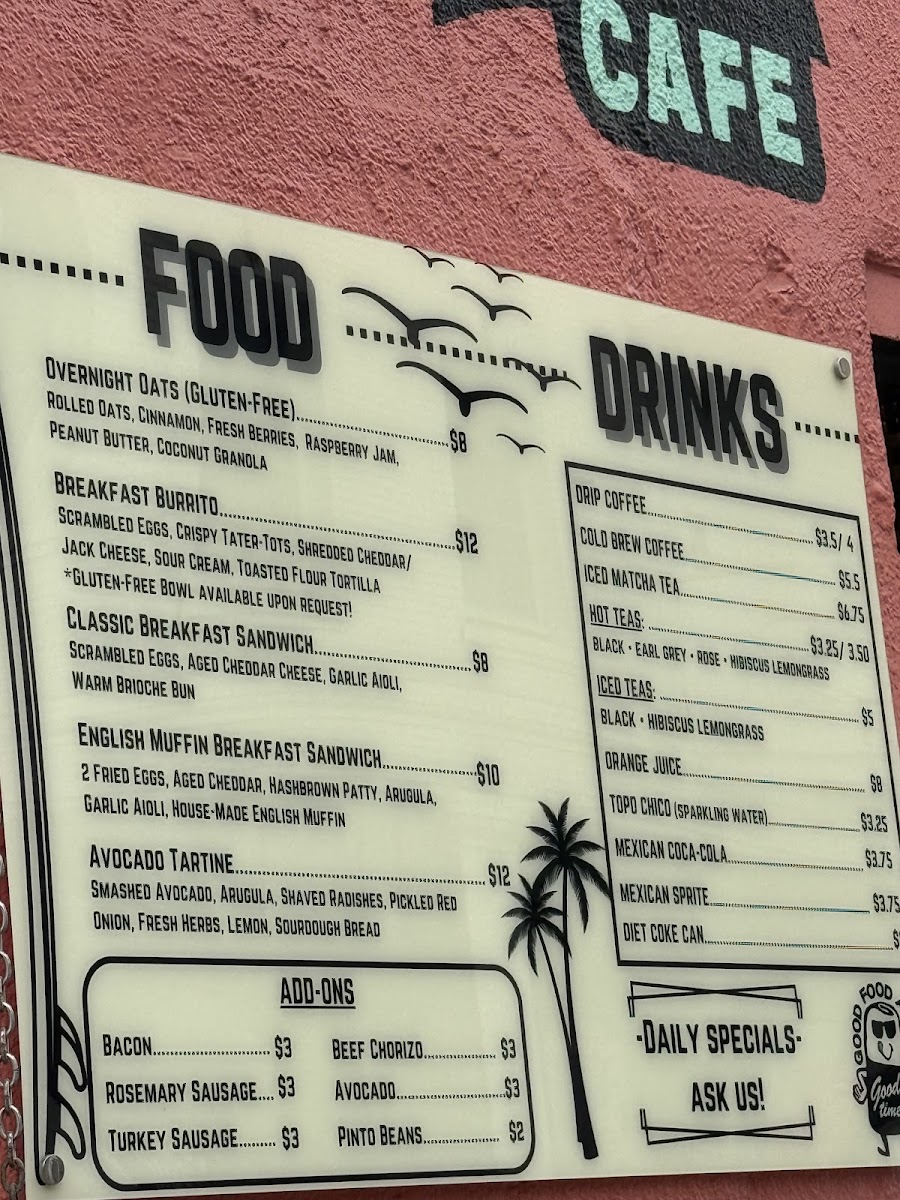 CAFE
FOOD
OVERNIGHT OATS (GLUTEN-FREE)........$8
ROLLED OATS, CINNAMON, FRESH BERRIES, RASPBERRY JAM,
PEANUT BUTTER, COCONUT GRANOLA
BREAKFAST BURRITO........$12
SCRAMBLED EGGS, CRISPY TATER-TOTS, SHREDDED CHEDDAR/
JACK CHEESE, SOUR CREAM, TOASTED FLOUR TORTILLA
*GLUTEN-FREE BOWL AVAILABLE UPON REQUEST!
CLASSIC BREAKFAST SANDWICH........$8
SCRAMBLED EGGS, AGED CHEDDAR CHEESE, GARLIC AIOLI,
WARM BRIOCHE BUN
ENGLISH MUFFIN BREAKFAST SANDWICH........$10
2 FRIED EGGS, AGED CHEDDAR, HASHBROWN PATTY, ARUGULA,
GARLIC AIOLI, HOUSE-MADE ENGLISH MUFFIN
AVOCADO TARTINE........$12
SMASHED AVOCADO, ARUGULA, SHAVED RADISHES, PICKLED RED
ONION, FRESH HERBS, LEMON, SOURDOUGH BREAD
ADD-ONS
BACON........$3
ROSEMARY SAUSAGE....$3
TURKEY SAUSAGE........$3
BEEF CHORIZO........$3
AVOCADO........$3
PINTO BEANS........$2
DRINKS
DRIP COFFEE........$3.5/ 4
COLD BREW COFFEE........$5.5
ICED MATCHA TEA........$6.75
HOT TEAS: ........$3.25/ 3.50
BLACK • EARL GREY • ROSE • HIBISCUS LEMONGRASS
ICED TEAS: ........$5
BLACK • HIBISCUS LEMONGRASS
ORANGE JUICE........$8
TOPO CHICO (SPARKLING WATER)........$3.25
MEXICAN COCA-COLA........$3.75
MEXICAN SPRITE........$3.75
DIET COKE CAN........$
-DAILY SPECIALS-
ASK US!
GOOD FOOD
Good
time